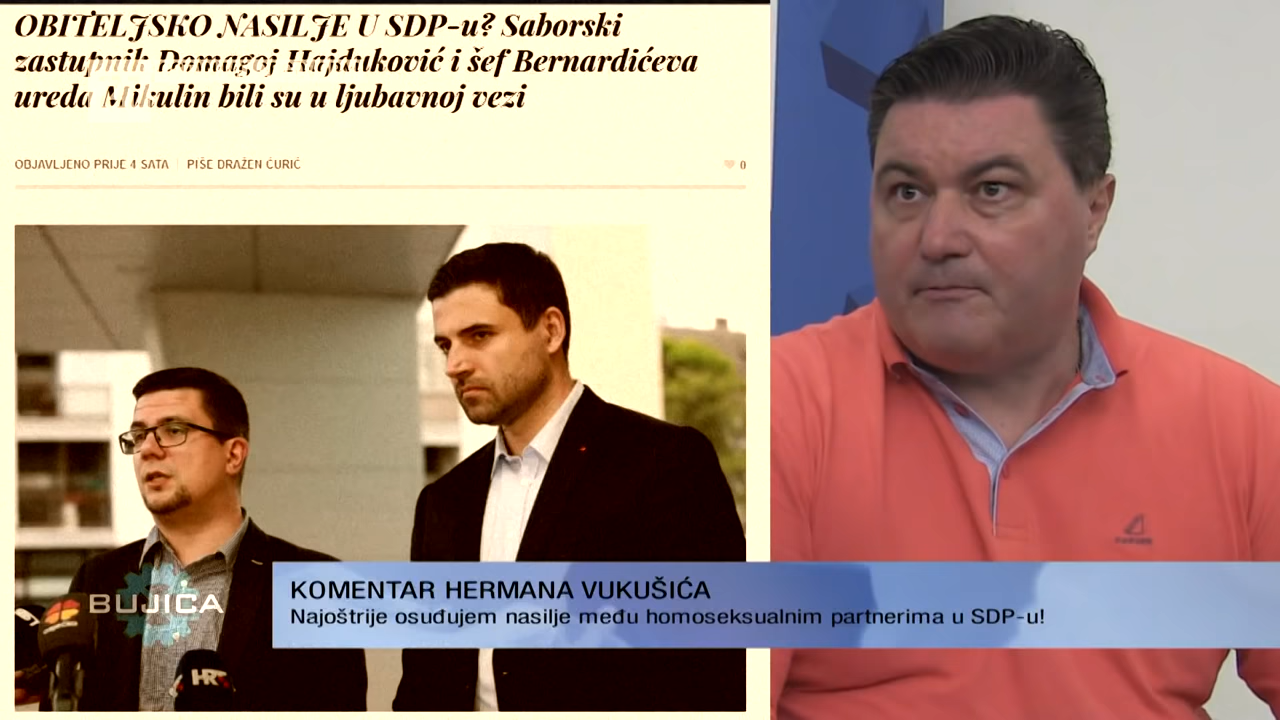 OBITELJSKO NASILJE U SDP-u? Saborski
zastupnik Domagoj Hajduković i šef Bernardićeva
ureda Mikulin bili su u ljubavnoj vezi
OBJAVLJENO PRIJE 4 SATA PIŠE DRAŽEN ĆURIĆ
0
BUJICA
HRT
KOMENTAR HERMANA VUKUŠIĆA
Najoštrije osuđujem nasilje među homoseksualnim partnerima u SDP-u!